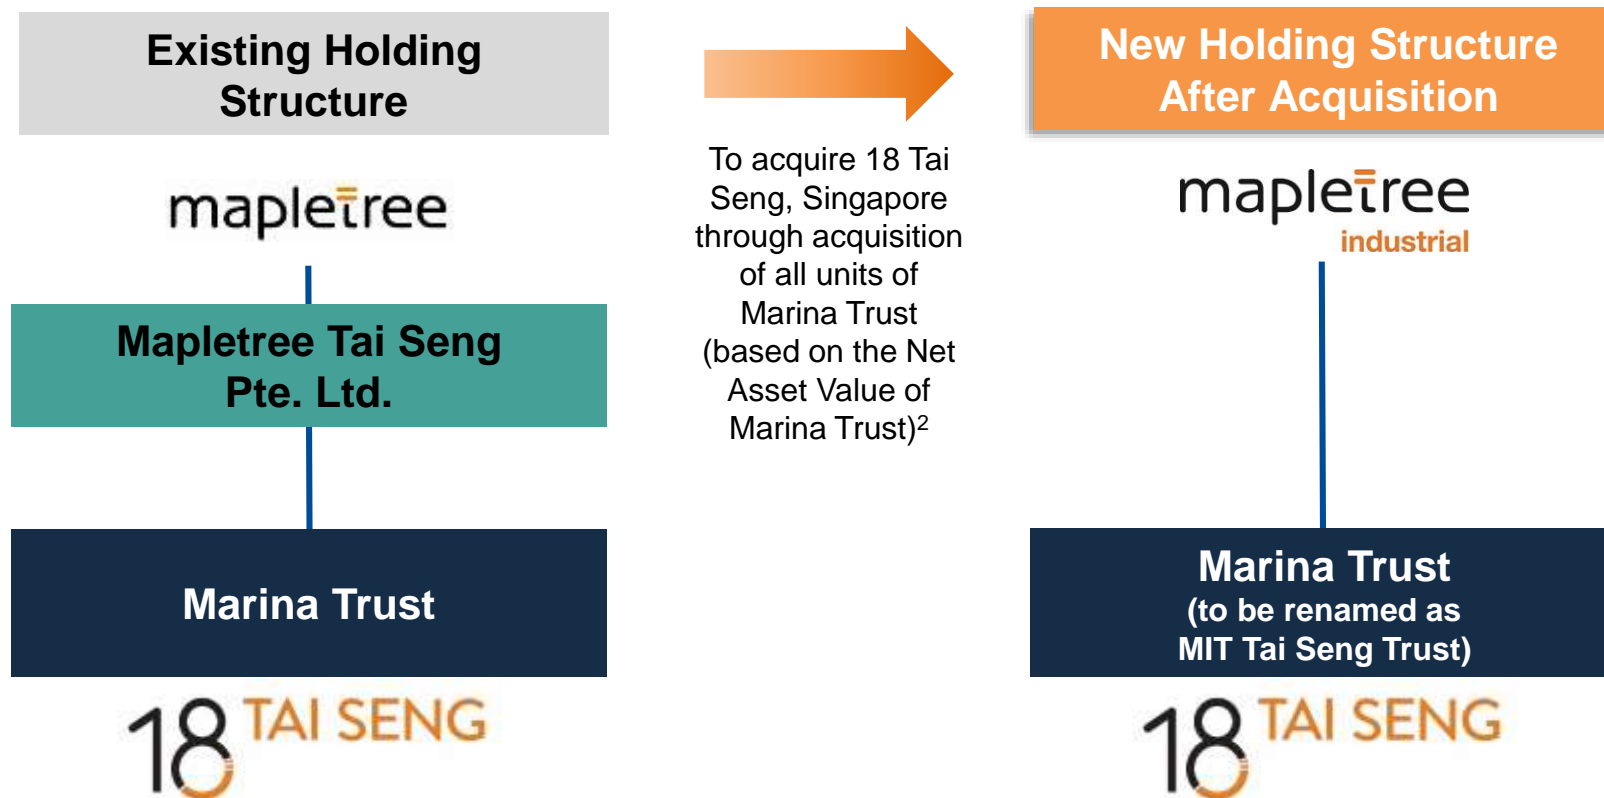 Existing Holding
Structure
mapletree
Mapletree Tai Seng
Pte. Ltd.
Marina Trust
18 TAI SENG
To acquire 18 Tai
Seng, Singapore
through acquisition
of all units of
Marina Trust
(based on the Net
Asset Value of
Marina Trust)²
New Holding Structure
After Acquisition
mapletree
industrial
Marina Trust
(to be renamed as
MIT Tai Seng Trust)
18 TAI SENG